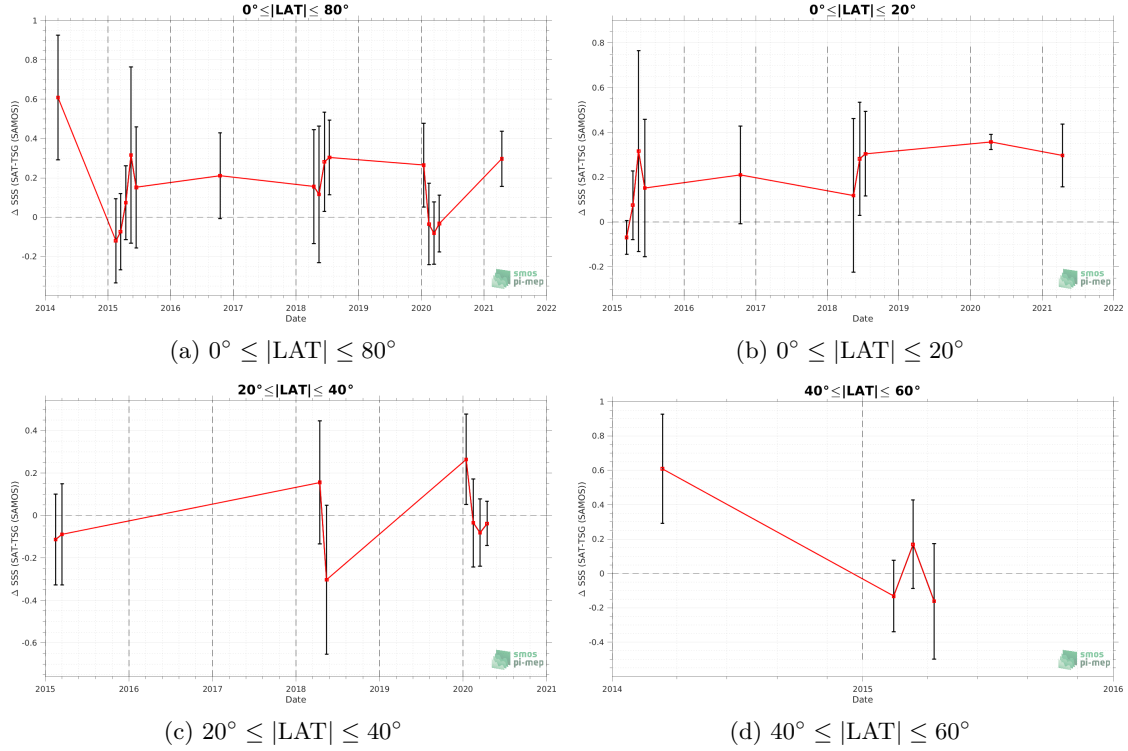 0°≤|LAT|≤ 80°
Δ SSS (SAT-TSG (SAMOS))
1
0.8
0.6
0.4
0.2
0
-0.2
2014 2015 2016 2017 2018 2019 2020 2021 2022
Date
smos
pi-mep
(a) 0° ≤ |LAT| ≤ 80°
0°≤|LAT|≤ 20°
Δ SSS (SAT-TSG (SAMOS))
0.8
0.6
0.4
0.2
0
-0.2
2015 2016 2017 2018 2019 2020 2021 2022
Date
smos
pi-mep
(b) 0° ≤ |LAT| ≤ 20°
20°≤|LAT|≤ 40°
Δ SSS (SAT-TSG (SAMOS))
0.4
0.2
0
-0.2
-0.4
-0.6
2015 2016 2017 2018 2019 2020 2021
Date
smos
pi-mep
(c) 20° ≤ |LAT| ≤ 40°
40°≤|LAT|≤ 60°
Δ SSS (SAT-TSG (SAMOS))
1
0.8
0.6
0.4
0.2
0
-0.2
-0.4
2014 2015 2016
Date
smos
pi-mep
(d) 40° ≤ |LAT| ≤ 60°